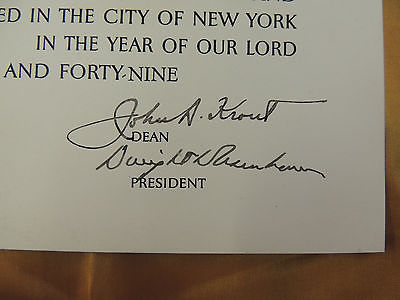 ED IN THE CITY OF NEW YORK
IN THE YEAR OF OUR LORD
AND FORTY-NINE
John A. Krout
DEAN
Dwight D. Eisenhower
PRESIDENT